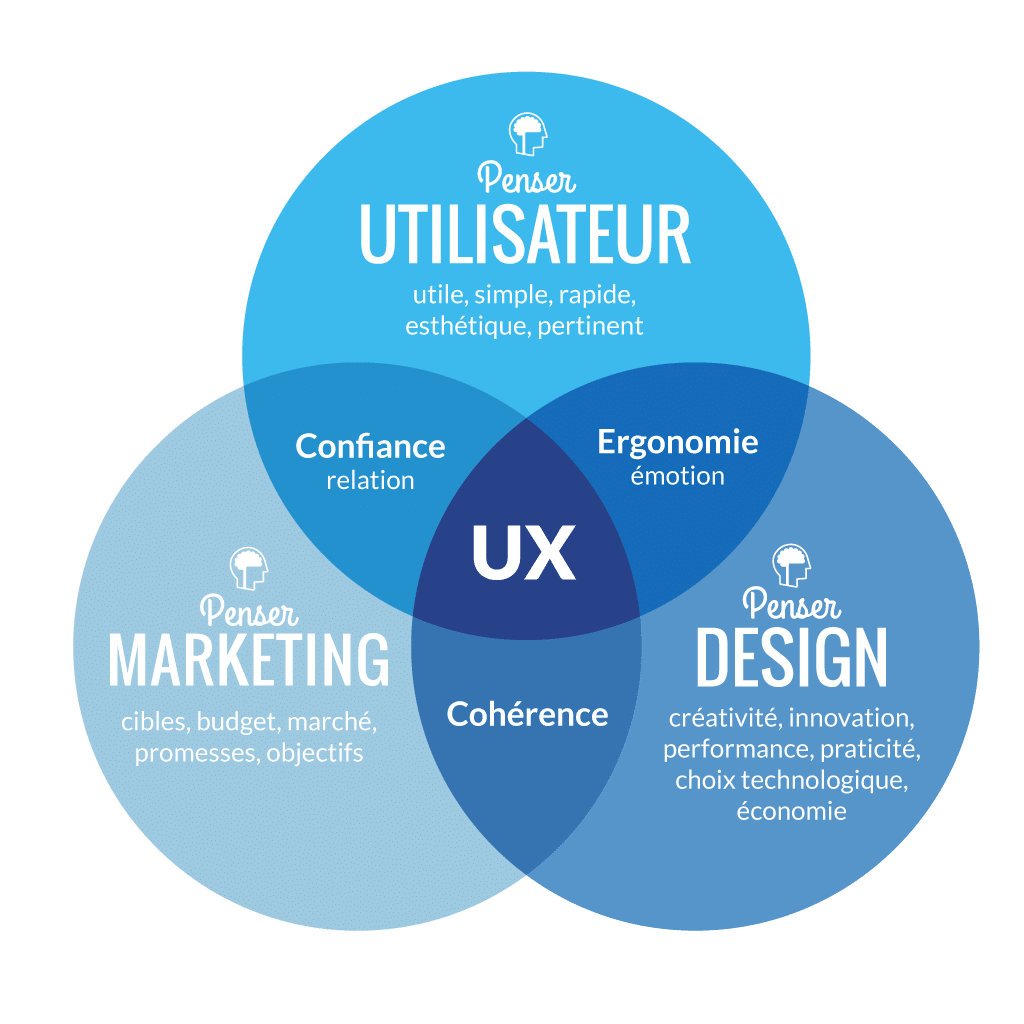 Penser
UTILISATEUR
utile, simple, rapide,
esthétique, pertinent
Confiance
relation
Ergonomie
émotion
UX
Penser
MARKETING
cibles, budget, marché,
promesses, objectifs
Cohérence
Penser
DESIGN
créativité, innovation,
performance, praticité,
choix technologique,
économie